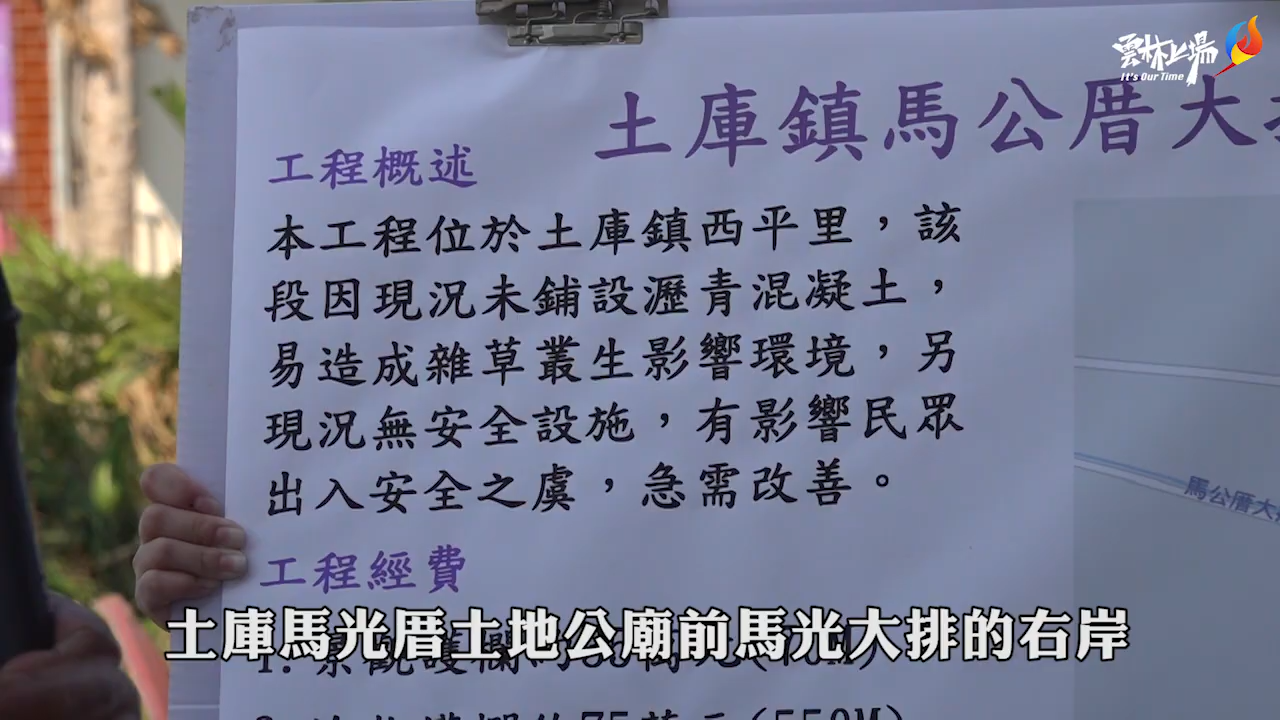 雲林上場
It's Our Time
土庫鎮馬公厝大
工程概述
本工程位於土庫鎮西平里，該
段因現況未鋪設瀝青混凝土，
易造成雜草叢生影響環境，另
現況無安全設施，有影響民眾
出入安全之虞，急需改善。
馬公厝大
工程經費
土庫馬光厝土地公廟前馬光大排的右岸